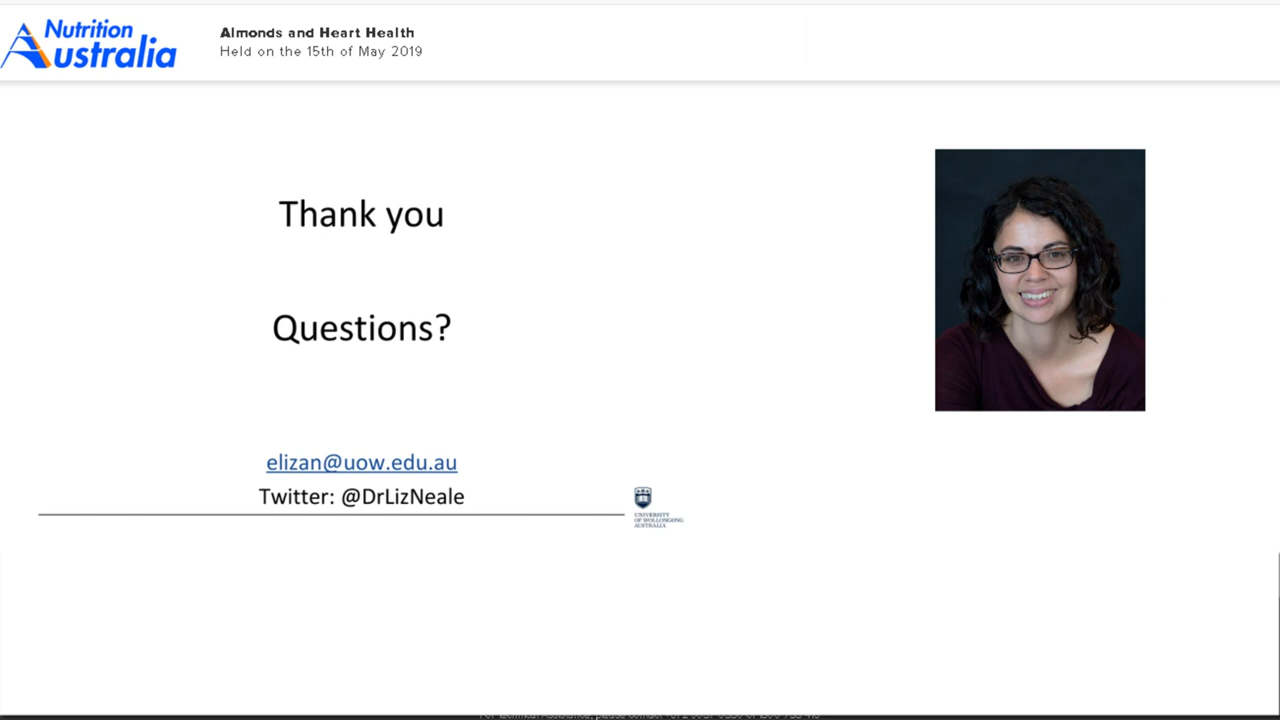 Nutrition
Australia
Almonds and Heart Health
Held on the 15th of May 2019
Thank you
Questions?
elizan@uow.edu.au
Twitter: @DrLizNeale
UNIVERSITY
OF WOLLONGONG
AUSTRALIA